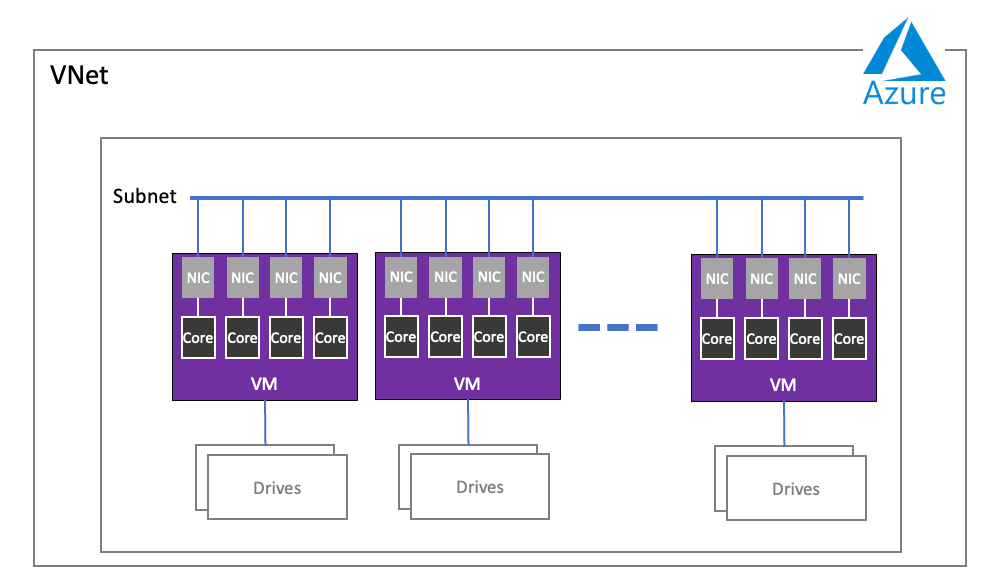 VNet
Azure
Subnet
NIC NIC NIC NIC NIC NIC NIC NIC NIC NIC NIC NIC
Core Core Core Core Core Core Core Core Core Core Core Core
VM VM VM
Drives Drives Drives